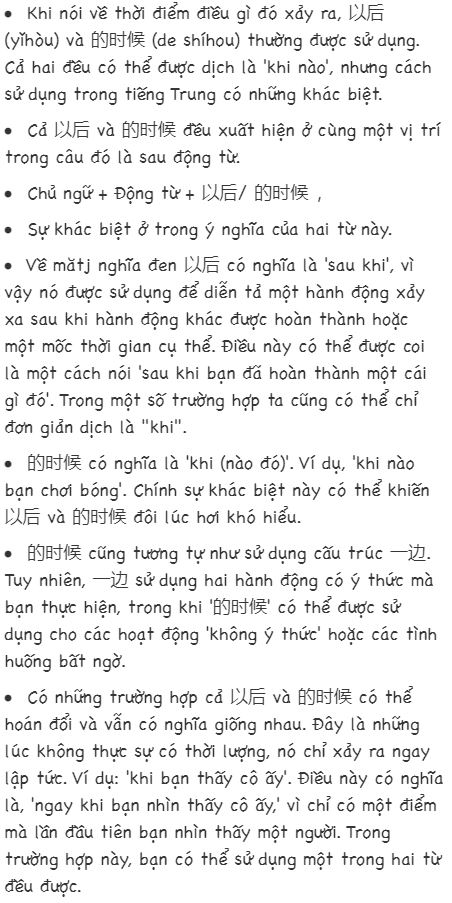 • Khi nói về thời điểm điều gì đó xảy ra, 以后
(yǐhòu) và 的时候 (de shíhou) thường được sử dụng.
Cả hai đều có thể được dịch là 'khi nào', nhưng cách
sử dụng trong tiếng Trung có những khác biệt.
• Cả 以后 và 的时候 đều xuất hiện ở cùng một vị trí
trong câu đó là sau động từ.
• Chủ ngữ + Động từ + 以后/ 的时候 ,
• Sự khác biệt ở trong ý nghĩa của hai từ này.
• Về mătj nghĩa đen 以后 có nghĩa là 'sau khi', vì
vậy nó được sử dụng để diễn tả một hành động xảy
xa sau khi hành động khác được hoàn thành hoặc
một mốc thời gian cụ thể. Điều này có thể được coi
là một cách nói 'sau khi bạn đã hoàn thành một cái
gì đó'. Trong một số trường hợp ta cũng có thể chỉ
đơn giản dịch là "khi".
• 的时候 có nghĩa là 'khi (nào đó)'. Ví dụ, 'khi nào
bạn chơi bóng'. Chính sự khác biệt này có thể khiến
以后 và 的时候 đôi lúc hơi khó hiểu.
• 的时候 cũng tương tự như sử dụng cấu trúc 一边.
Tuy nhiên, 一边 sử dụng hai hành động có ý thức mà
bạn thực hiện, trong khi '的时候' có thể được sử
dụng cho các hoạt động 'không ý thức' hoặc các tình
huống bất ngờ.
• Có những trường hợp cả 以后 và 的时候 có thể
hoán đổi và vẫn có nghĩa giống nhau. Đây là những
lúc không thực sự có thời lượng, nó chỉ xảy ra ngay
lập tức. Ví dụ: 'khi bạn thấy cô ấy'. Điều này có nghĩa
là, 'ngay khi bạn nhìn thấy cô ấy,' vì chỉ có một điểm
mà lần đầu tiên bạn nhìn thấy một người. Trong
trường hợp này, bạn có thể sử dụng một trong hai từ
đều được.